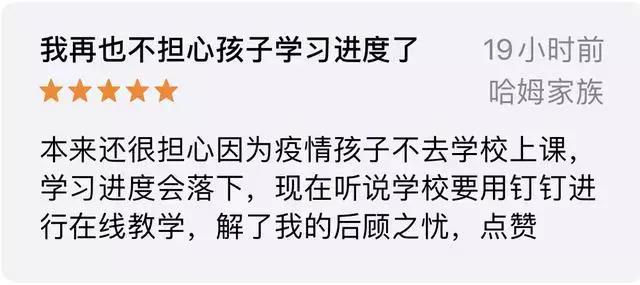 我再也不担心孩子学习进度了 19小时前
哈姆家族
本来还很担心因为疫情孩子不去学校上课，
学习进度会落下，现在听说学校要用钉钉进
行在线教学，解了我的后顾之忧，点赞